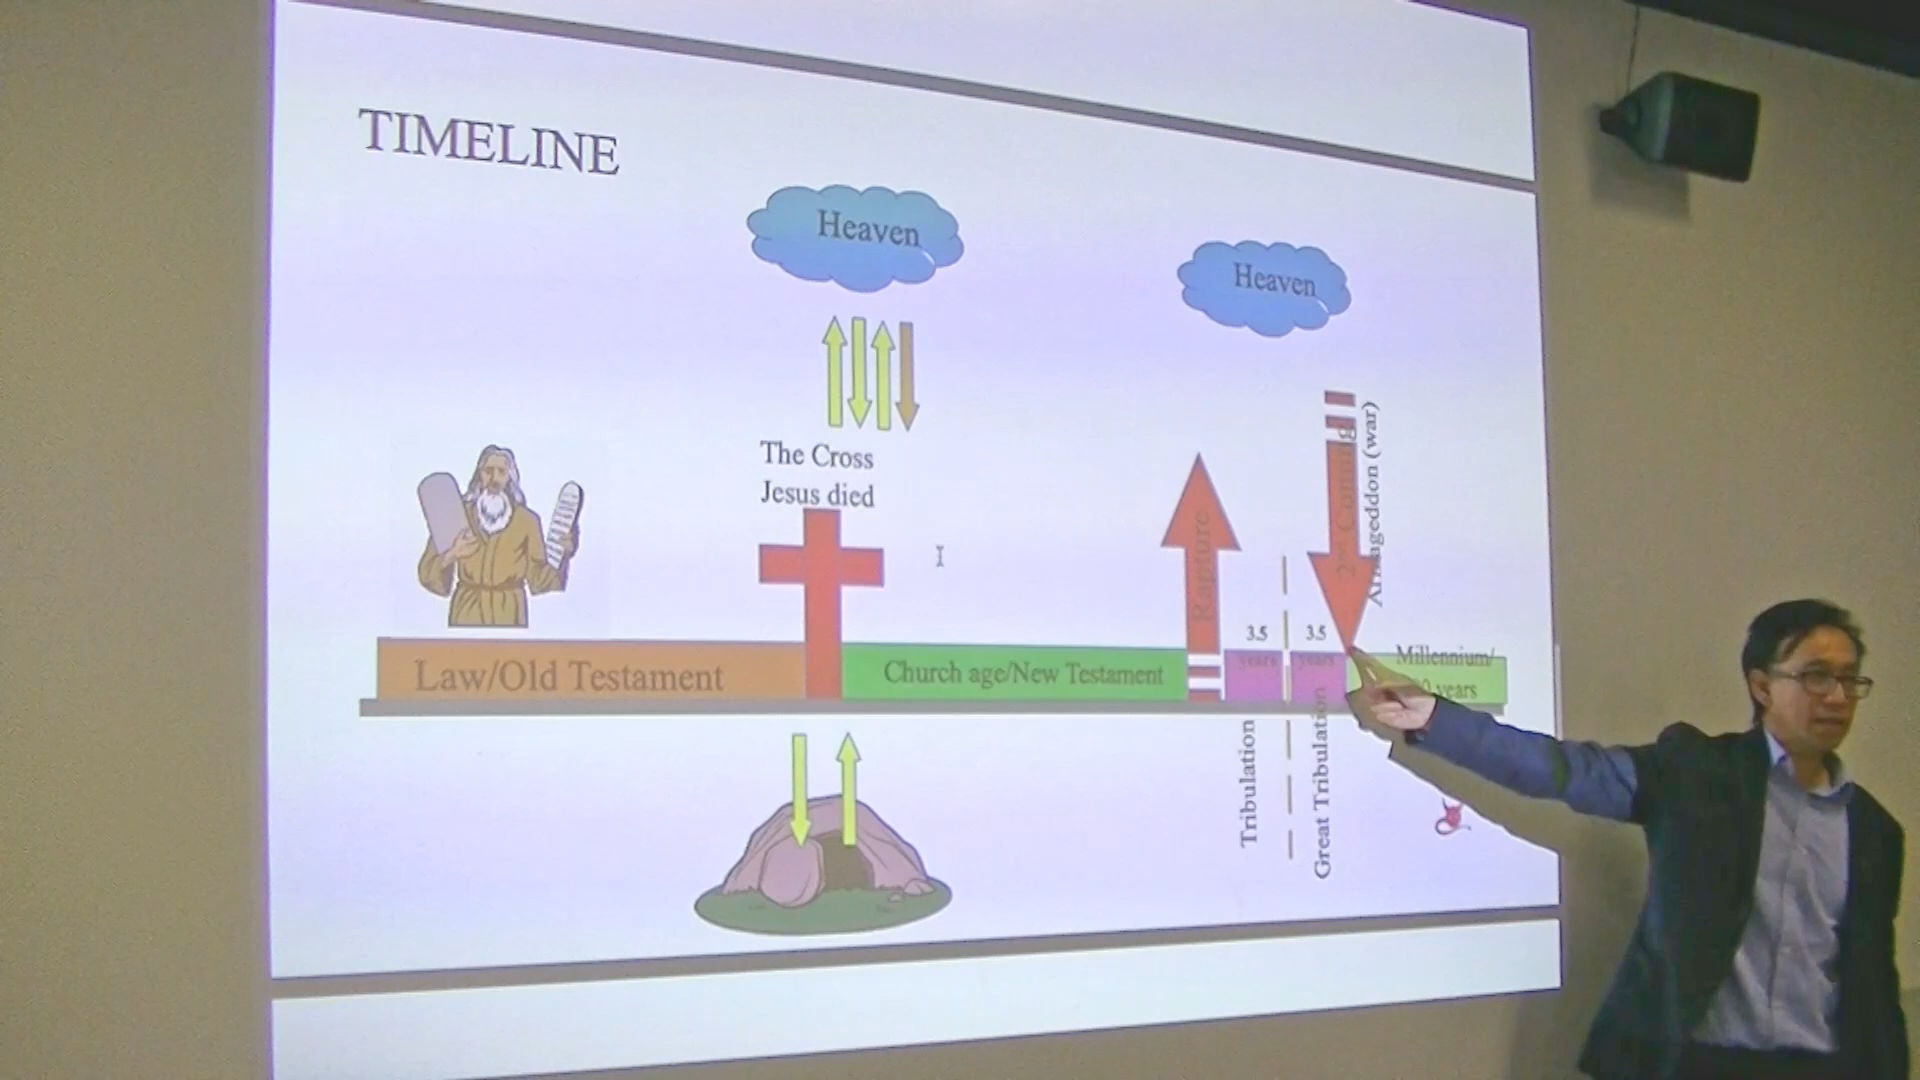 TIMELINE
Heaven
Heaven
The Cross
Jesus died
Rapture
2nd Coming
Armageddon (war)
3.5
years
3.5
years
Law/Old Testament
Church age/New Testament
Millennium/
years
Tribulation
Great Tribulation